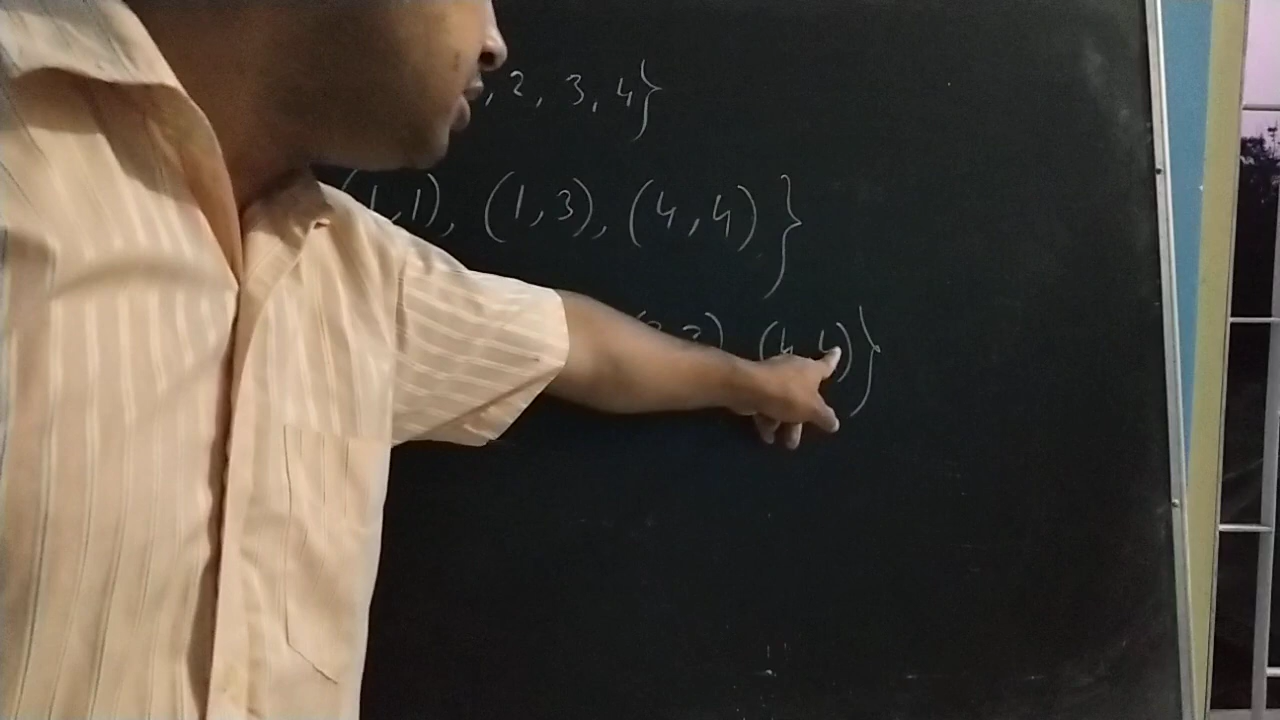 , 2, 3, 4}
(1,1), (1,3), (4,4)}
(4,4)}